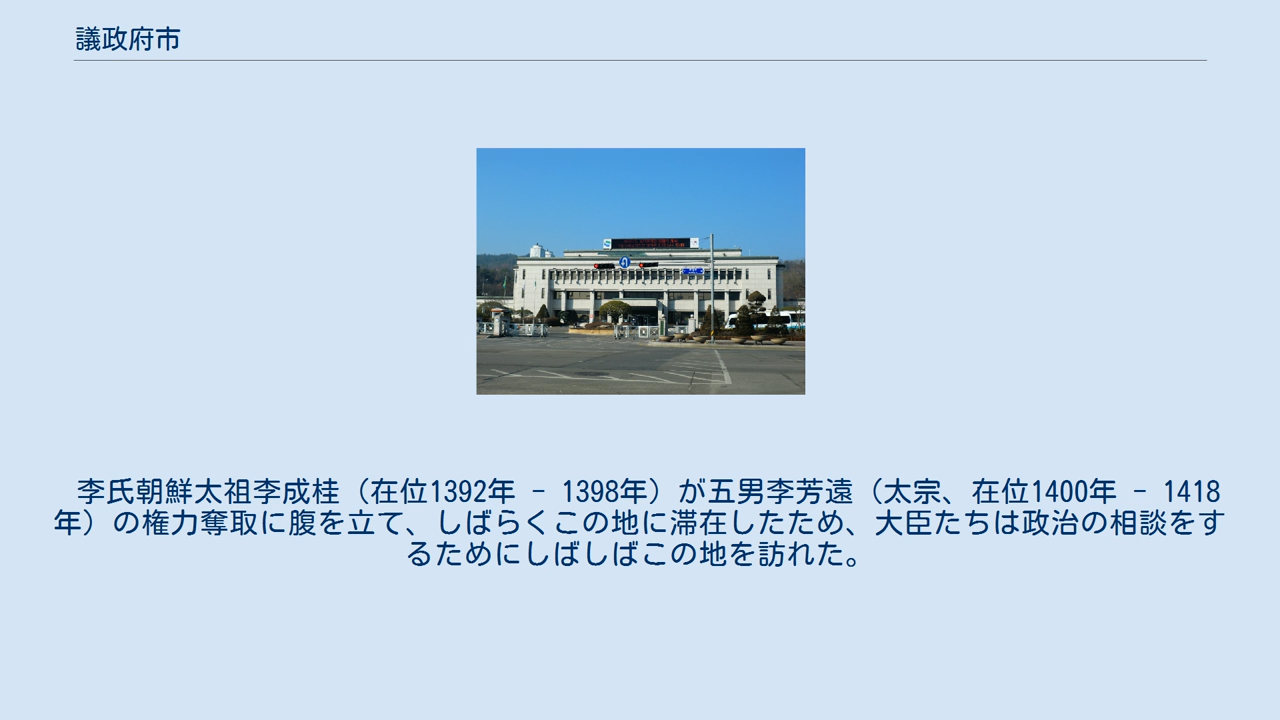 議政府市
李氏朝鮮太祖李成桂（在位1392年 - 1398年）が五男李芳遠（太宗、在位1400年 - 1418
年）の権力奪取に腹を立て、しばらくこの地に滞在したため、大臣たちは政治の相談をす
るためにしばしばこの地を訪れた。